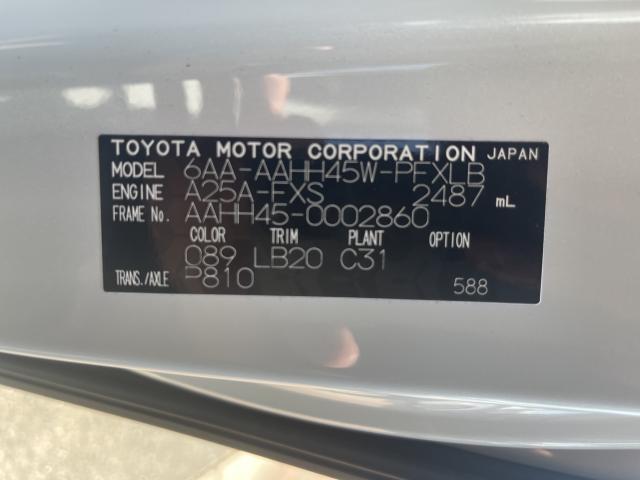 TOYOTA MOTOR CORPORATION JAPAN
MODEL 6AA-AAHH45W-PFXLB
ENGINE A25A-FXS 2487 mL
FRAME No. AAHH45-0002860
COLOR TRIM PLANT OPTION
089 LB20 C31
TRANS./AXLE P810 588